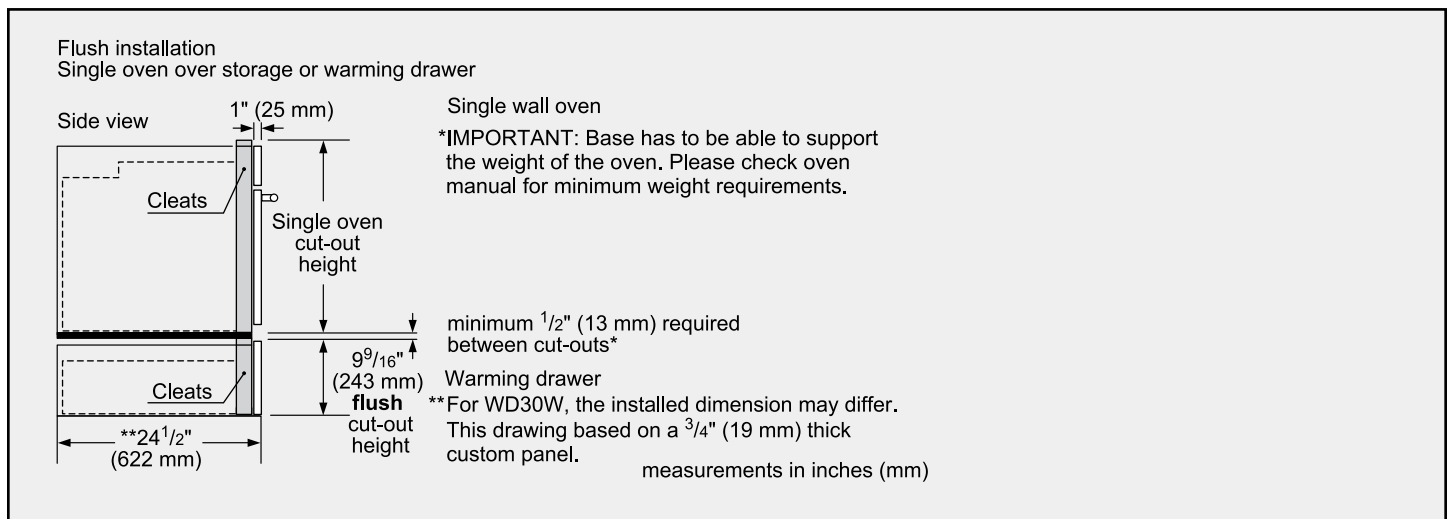 Flush installation
Single oven over storage or warming drawer
Side view
1" (25 mm)
Cleats
Single oven
cut-out
height
Single wall oven
*IMPORTANT: Base has to be able to support
the weight of the oven. Please check oven
manual for minimum weight requirements.
minimum 1/2" (13 mm) required
between cut-outs*
Cleats
9 9/16"
(243 mm)
flush
cut-out
height
Warming drawer
**For WD30W, the installed dimension may differ.
This drawing based on a 3/4" (19 mm) thick
custom panel.
**24 1/2"
(622 mm)
measurements in inches (mm)